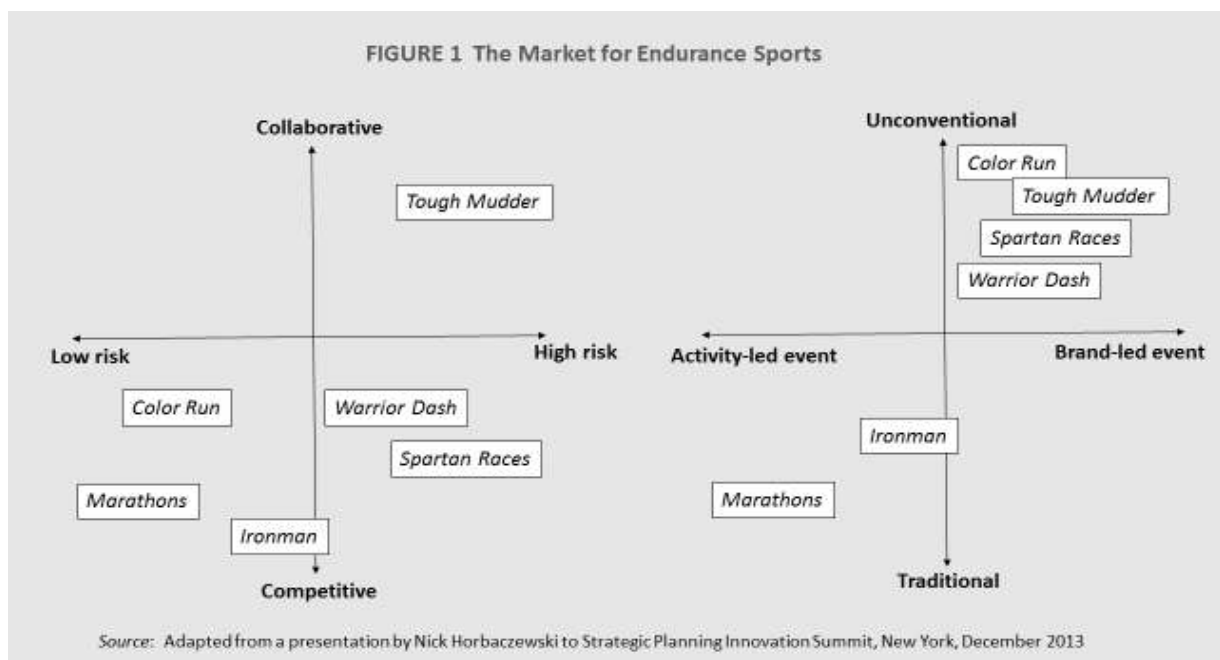 FIGURE 1 The Market for Endurance Sports
Collaborative
Tough Mudder
Low risk
High risk
Color Run
Warrior Dash
Spartan Races
Marathons
Ironman
Competitive
Unconventional
Color Run
Tough Mudder
Spartan Races
Warrior Dash
Activity-led event
Brand-led event
Ironman
Marathons
Traditional
Source: Adapted from a presentation by Nick Horbaczewski to Strategic Planning Innovation Summit, New York, December 2013